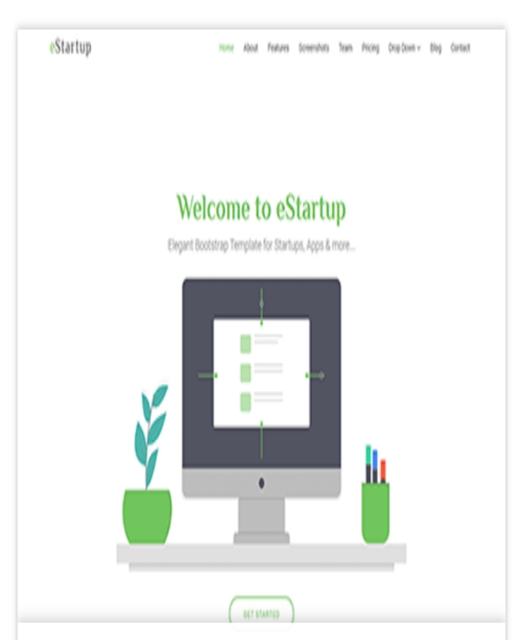 eStartup
Home About Features Screenshots Team Pricing Drop Down Blog Contact
Welcome to eStartup
Elegant Bootstrap Template for Startups, Apps & more...
GET STARTED